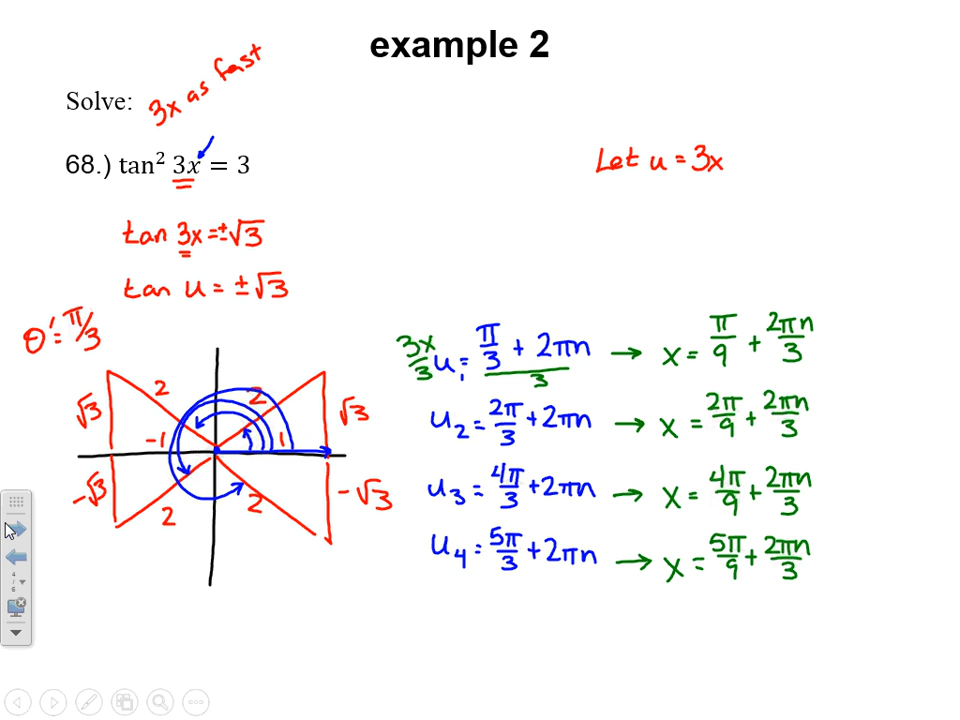 example 2
3x as fast
Solve:
68.) tan² 3x = 3
Let u = 3x
tan 3x = ±√3
tan u = ±√3
θ' = π/3
√3 2 2 √3
-1 1
-√3 2 2 -√3
3x/3 u₁ = π/3 + 2πn /3 → x = π/9 + 2πn/3
u₂ = 2π/3 + 2πn → x = 2π/9 + 2πn/3
u₃ = 4π/3 + 2πn → x = 4π/9 + 2πn/3
u₄ = 5π/3 + 2πn → x = 5π/9 + 2πn/3
4/6